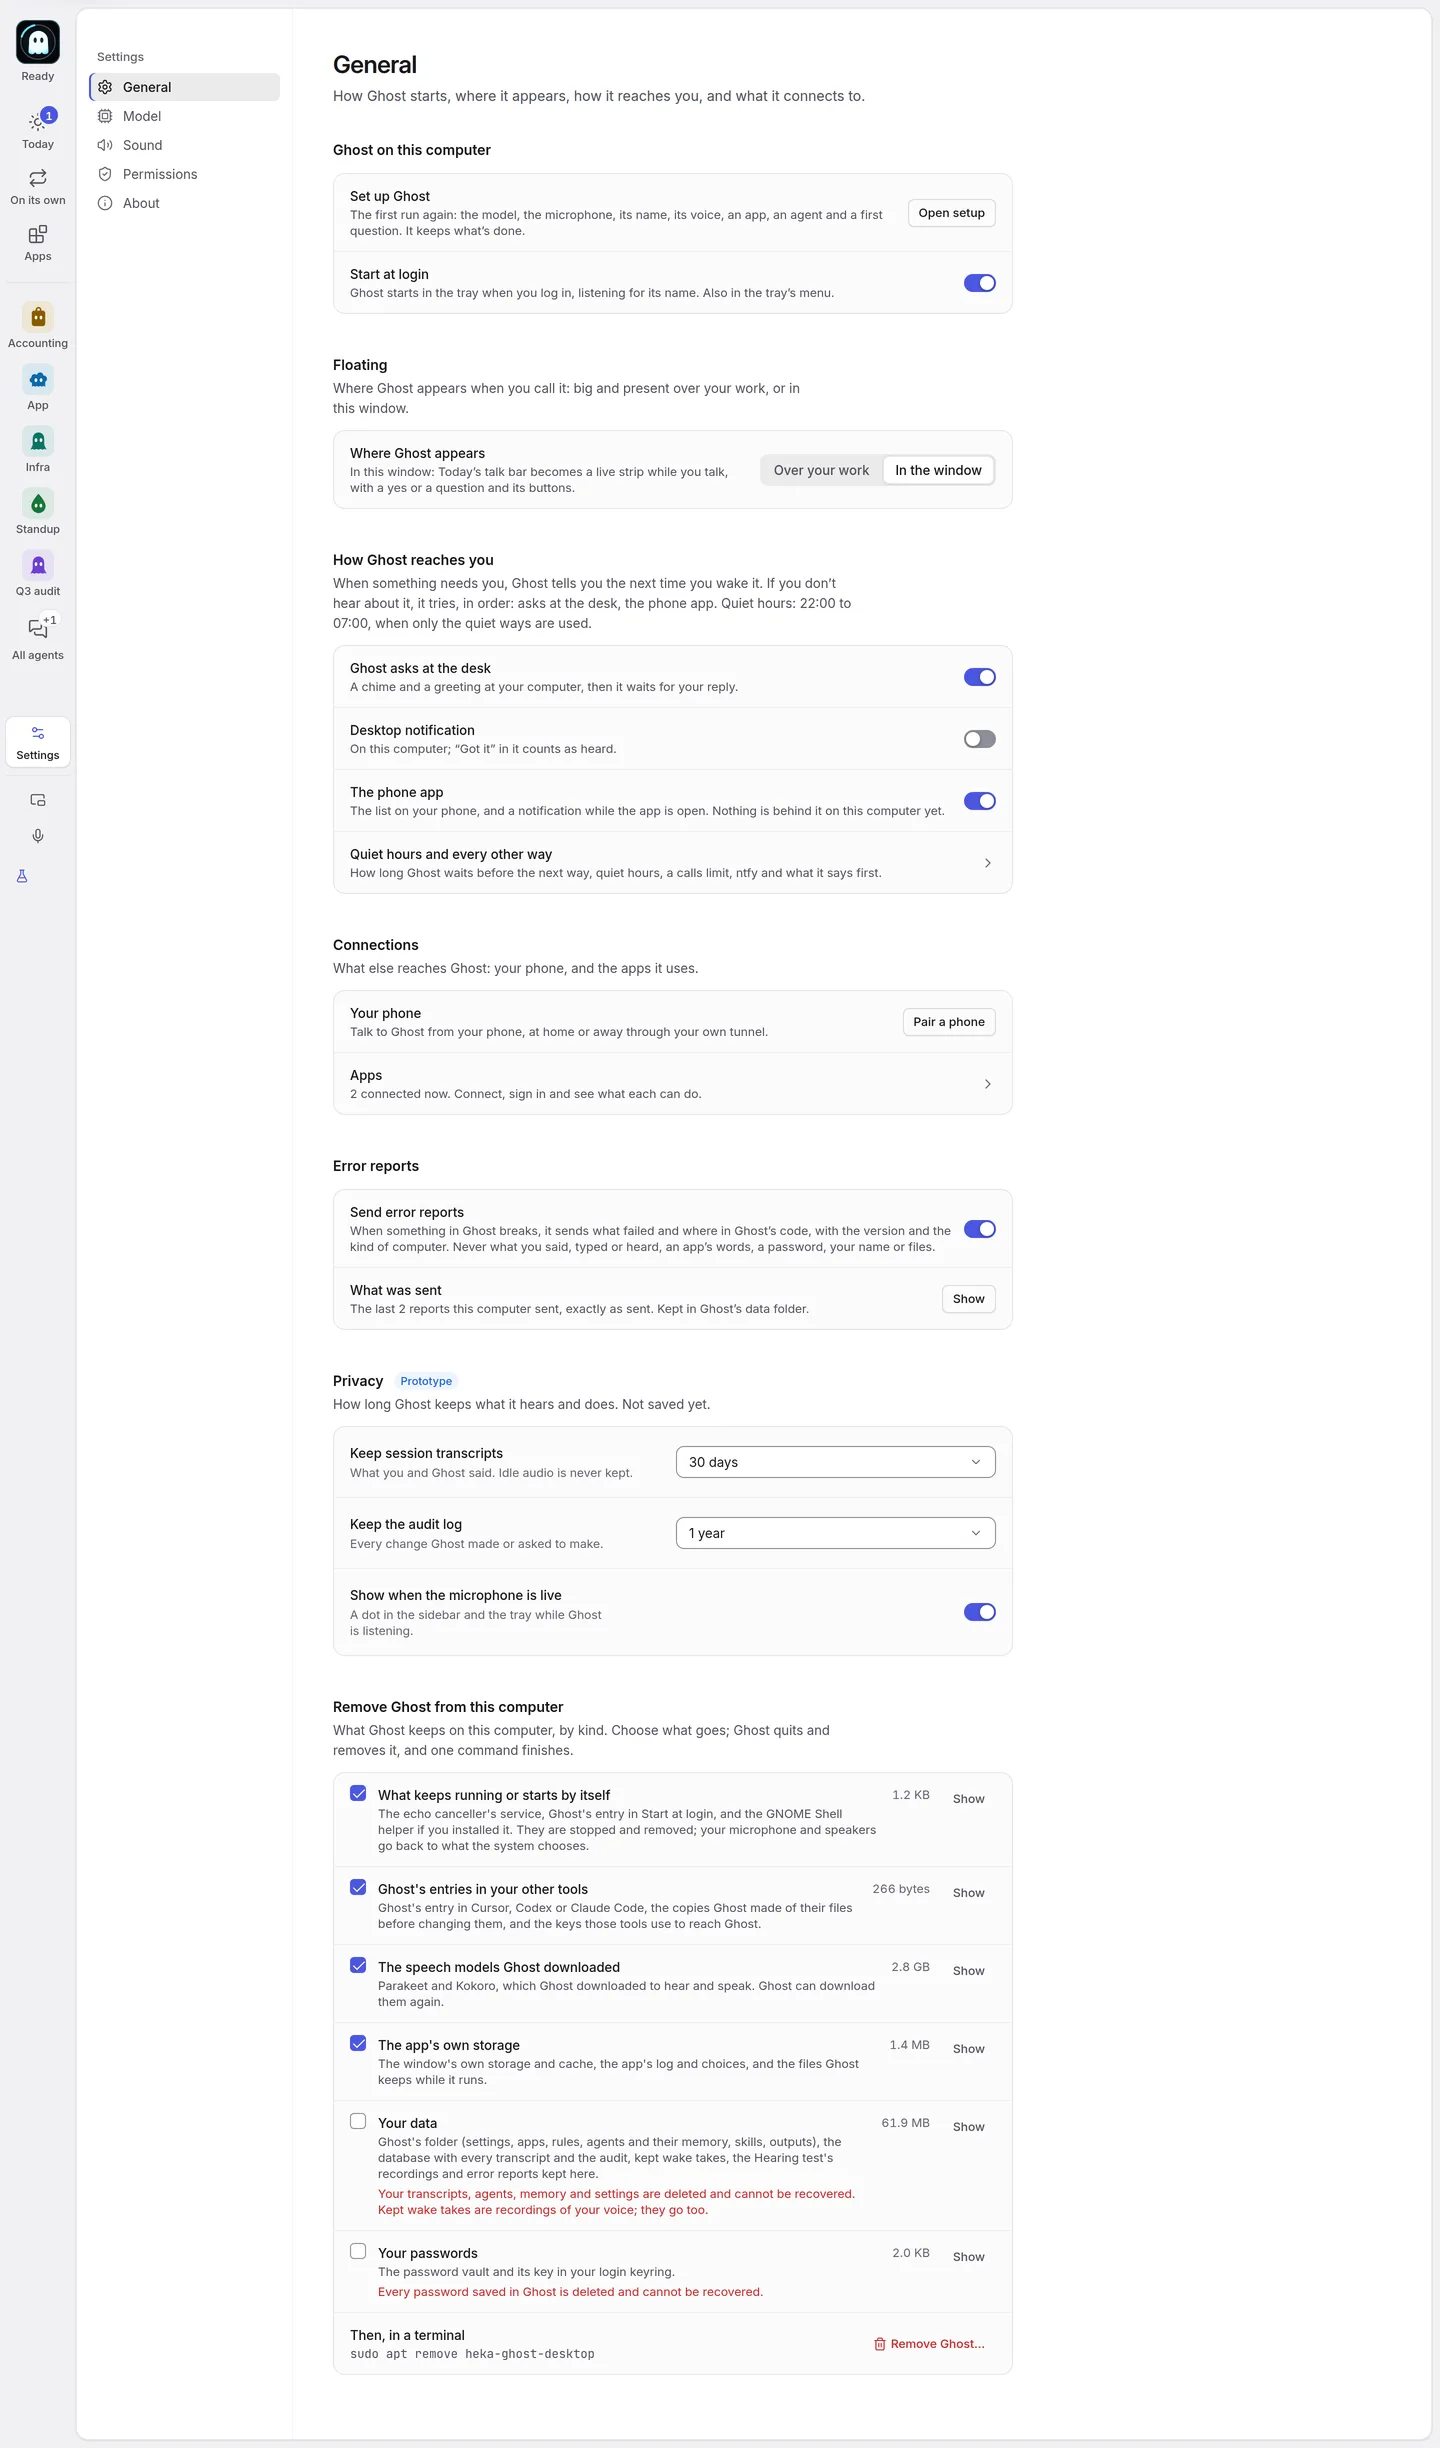 Ready
1
Today
On its own
Apps
Accounting
App
Infra
Standup
Q3 audit
+1
All agents
Settings
Settings
General
Model
Sound
Permissions
About
General
How Ghost starts, where it appears, how it reaches you, and what it connects to.
Ghost on this computer
Set up Ghost
The first run again: the model, the microphone, its name, its voice, an app, an agent and a first
question. It keeps what’s done.
Open setup
Start at login
Ghost starts in the tray when you log in, listening for its name. Also in the tray’s menu.
Floating
Where Ghost appears when you call it: big and present over your work, or in
this window.
Where Ghost appears
In this window: Today’s talk bar becomes a live strip while you talk,
with a yes or a question and its buttons.
Over your work
In the window
How Ghost reaches you
When something needs you, Ghost tells you the next time you wake it. If you don’t
hear about it, it tries, in order: asks at the desk, the phone app. Quiet hours: 22:00 to
07:00, when only the quiet ways are used.
Ghost asks at the desk
A chime and a greeting at your computer, then it waits for your reply.
Desktop notification
On this computer; “Got it” in it counts as heard.
The phone app
The list on your phone, and a notification while the app is open. Nothing is behind it on this computer yet.
Quiet hours and every other way
How long Ghost waits before the next way, quiet hours, a calls limit, ntfy and what it says first.
Connections
What else reaches Ghost: your phone, and the apps it uses.
Your phone
Talk to Ghost from your phone, at home or away through your own tunnel.
Pair a phone
Apps
2 connected now. Connect, sign in and see what each can do.
Error reports
Send error reports
When something in Ghost breaks, it sends what failed and where in Ghost’s code, with the version and the
kind of computer. Never what you said, typed or heard, an app’s words, a password, your name or files.
What was sent
The last 2 reports this computer sent, exactly as sent. Kept in Ghost’s data folder.
Show
Privacy Prototype
How long Ghost keeps what it hears and does. Not saved yet.
Keep session transcripts
What you and Ghost said. Idle audio is never kept.
30 days
Keep the audit log
Every change Ghost made or asked to make.
1 year
Show when the microphone is live
A dot in the sidebar and the tray while Ghost
is listening.
Remove Ghost from this computer
What Ghost keeps on this computer, by kind. Choose what goes; Ghost quits and
removes it, and one command finishes.
What keeps running or starts by itself
1.2 KB
Show
The echo canceller's service, Ghost's entry in Start at login, and the GNOME Shell
helper if you installed it. They are stopped and removed; your microphone and speakers
go back to what the system chooses.
Ghost's entries in your other tools
266 bytes
Show
Ghost's entry in Cursor, Codex or Claude Code, the copies Ghost made of their files
before changing them, and the keys those tools use to reach Ghost.
The speech models Ghost downloaded
2.8 GB
Show
Parakeet and Kokoro, which Ghost downloaded to hear and speak. Ghost can download
them again.
The app's own storage
1.4 MB
Show
The window's own storage and cache, the app's log and choices, and the files Ghost
keeps while it runs.
Your data
61.9 MB
Show
Ghost's folder (settings, apps, rules, agents and their memory, skills, outputs), the
database with every transcript and the audit, kept wake takes, the Hearing test's
recordings and error reports kept here.
Your transcripts, agents, memory and settings are deleted and cannot be recovered.
Kept wake takes are recordings of your voice; they go too.
Your passwords
2.0 KB
Show
The password vault and its key in your login keyring.
Every password saved in Ghost is deleted and cannot be recovered.
Then, in a terminal
sudo apt remove heka-ghost-desktop
Remove Ghost...